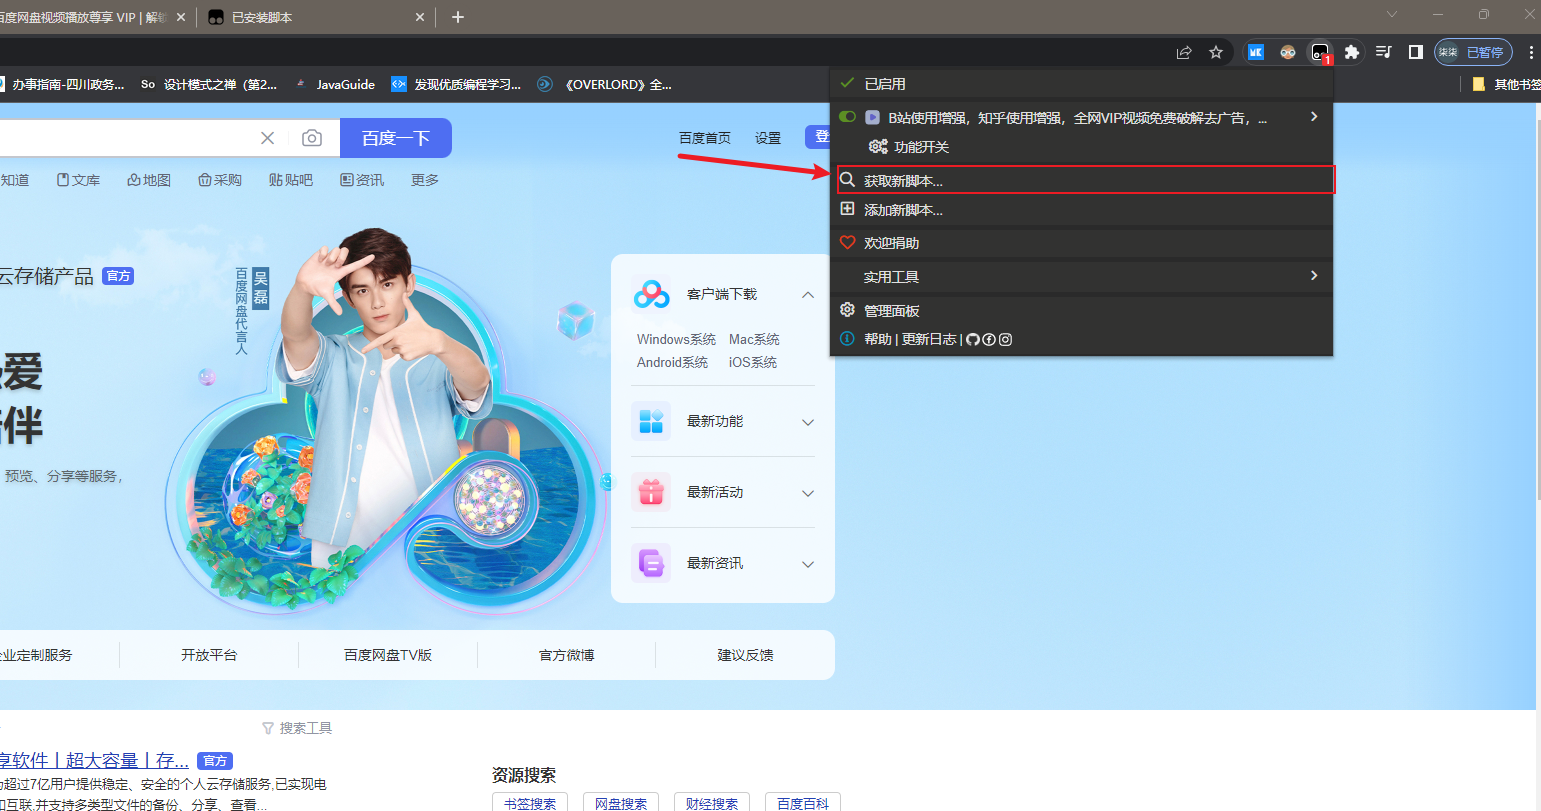 百度网盘视频播放尊享 VIP | 解锁
已安装脚本
1
柒柒
已暂停
办事指南-四川政务...
So 设计模式之禅（第2...
JavaGuide
发现优质编程学习...
《OVERLORD》全...
其他书签
已启用
B站使用增强，知乎使用增强，全网VIP视频免费破解去广告，...
功能开关
获取新脚本...
添加新脚本...
欢迎捐助
实用工具
管理面板
帮助 | 更新日志 |
百度一下
百度首页
设置
登
知道
文库
地图
采购
贴吧
资讯
更多
云存储产品
官方
吴磊
百度网盘代言人
爱
伴
预览、分享等服务，
客户端下载
Windows系统
Mac系统
Android系统
iOS系统
最新功能
最新活动
最新资讯
企业定制服务
开放平台
百度网盘TV版
官方微博
建议反馈
搜索工具
享软件丨超大容量丨存...
官方
为超过7亿用户提供稳定、安全的个人云存储服务,已实现电
和互联,并支持多类型文件的备份、分享、查看...
资源搜索
书签搜索
网盘搜索
财经搜索
百度百科